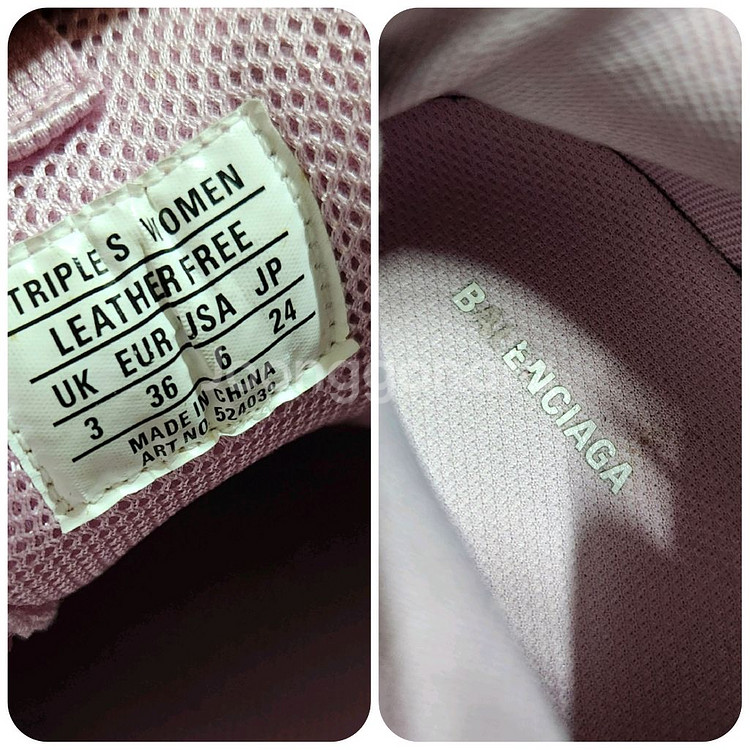 TRIPLE S WOMEN
LEATHER FREE
UK EUR USA JP
3 36 6 24
MADE IN CHINA
ART NO. 524039
BALENCIAGA